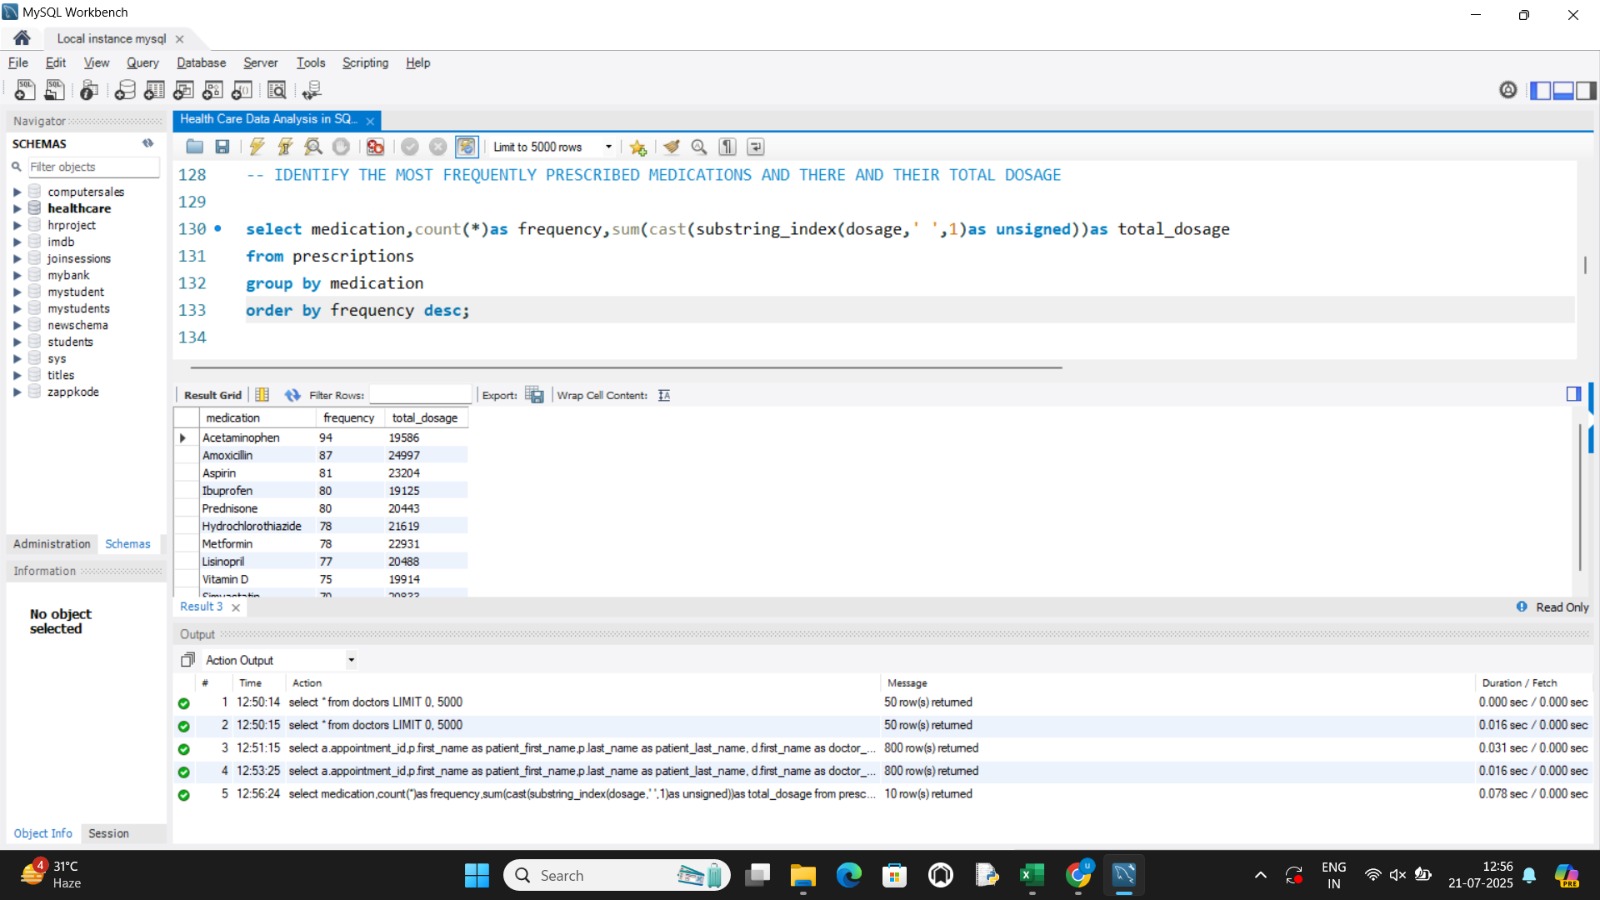 MySQL Workbench
Local instance mysql
File Edit View Query Database Server Tools Scripting Help
Navigator
SCHEMAS
Filter objects
computersales
healthcare
hrproject
imdb
joinsessions
mybank
mystudent
mystudents
newschema
students
sys
titles
zappkode
Administration Schemas
Information
No object
selected
Object Info Session
Health Care Data Analysis in SQ...
Limit to 5000 rows
128 -- IDENTIFY THE MOST FREQUENTLY PRESCRIBED MEDICATIONS AND THERE AND THEIR TOTAL DOSAGE
129
130 select medication,count(*)as frequency,sum(cast(substring_index(dosage,' ',1)as unsigned))as total_dosage
131 from prescriptions
132 group by medication
133 order by frequency desc;
134
Result Grid Filter Rows: Export: Wrap Cell Content:
medication frequency total_dosage
Acetaminophen 94 19586
Amoxicillin 87 24997
Aspirin 81 23204
Ibuprofen 80 19125
Prednisone 80 20443
Hydrochlorothiazide 78 21619
Metformin 78 22931
Lisinopril 77 20488
Vitamin D 75 19914
Simvastatin 70
Result 3 Read Only
Output
Action Output
# Time Action Message Duration / Fetch
1 12:50:14 select * from doctors LIMIT 0, 5000 50 row(s) returned 0.000 sec / 0.000 sec
2 12:50:15 select * from doctors LIMIT 0, 5000 50 row(s) returned 0.016 sec / 0.000 sec
3 12:51:15 select a.appointment_id,p.first_name as patient_first_name,p.last_name as patient_last_name, d.first_name as doctor_... 800 row(s) returned 0.031 sec / 0.000 sec
4 12:53:25 select a.appointment_id,p.first_name as patient_first_name,p.last_name as patient_last_name, d.first_name as doctor_... 800 row(s) returned 0.016 sec / 0.000 sec
5 12:56:24 select medication,count(*)as frequency,sum(cast(substring_index(dosage,' ',1)as unsigned))as total_dosage from presc... 10 row(s) returned 0.078 sec / 0.000 sec
4 31°C
Haze
Search
ENG
IN
12:56
21-07-2025